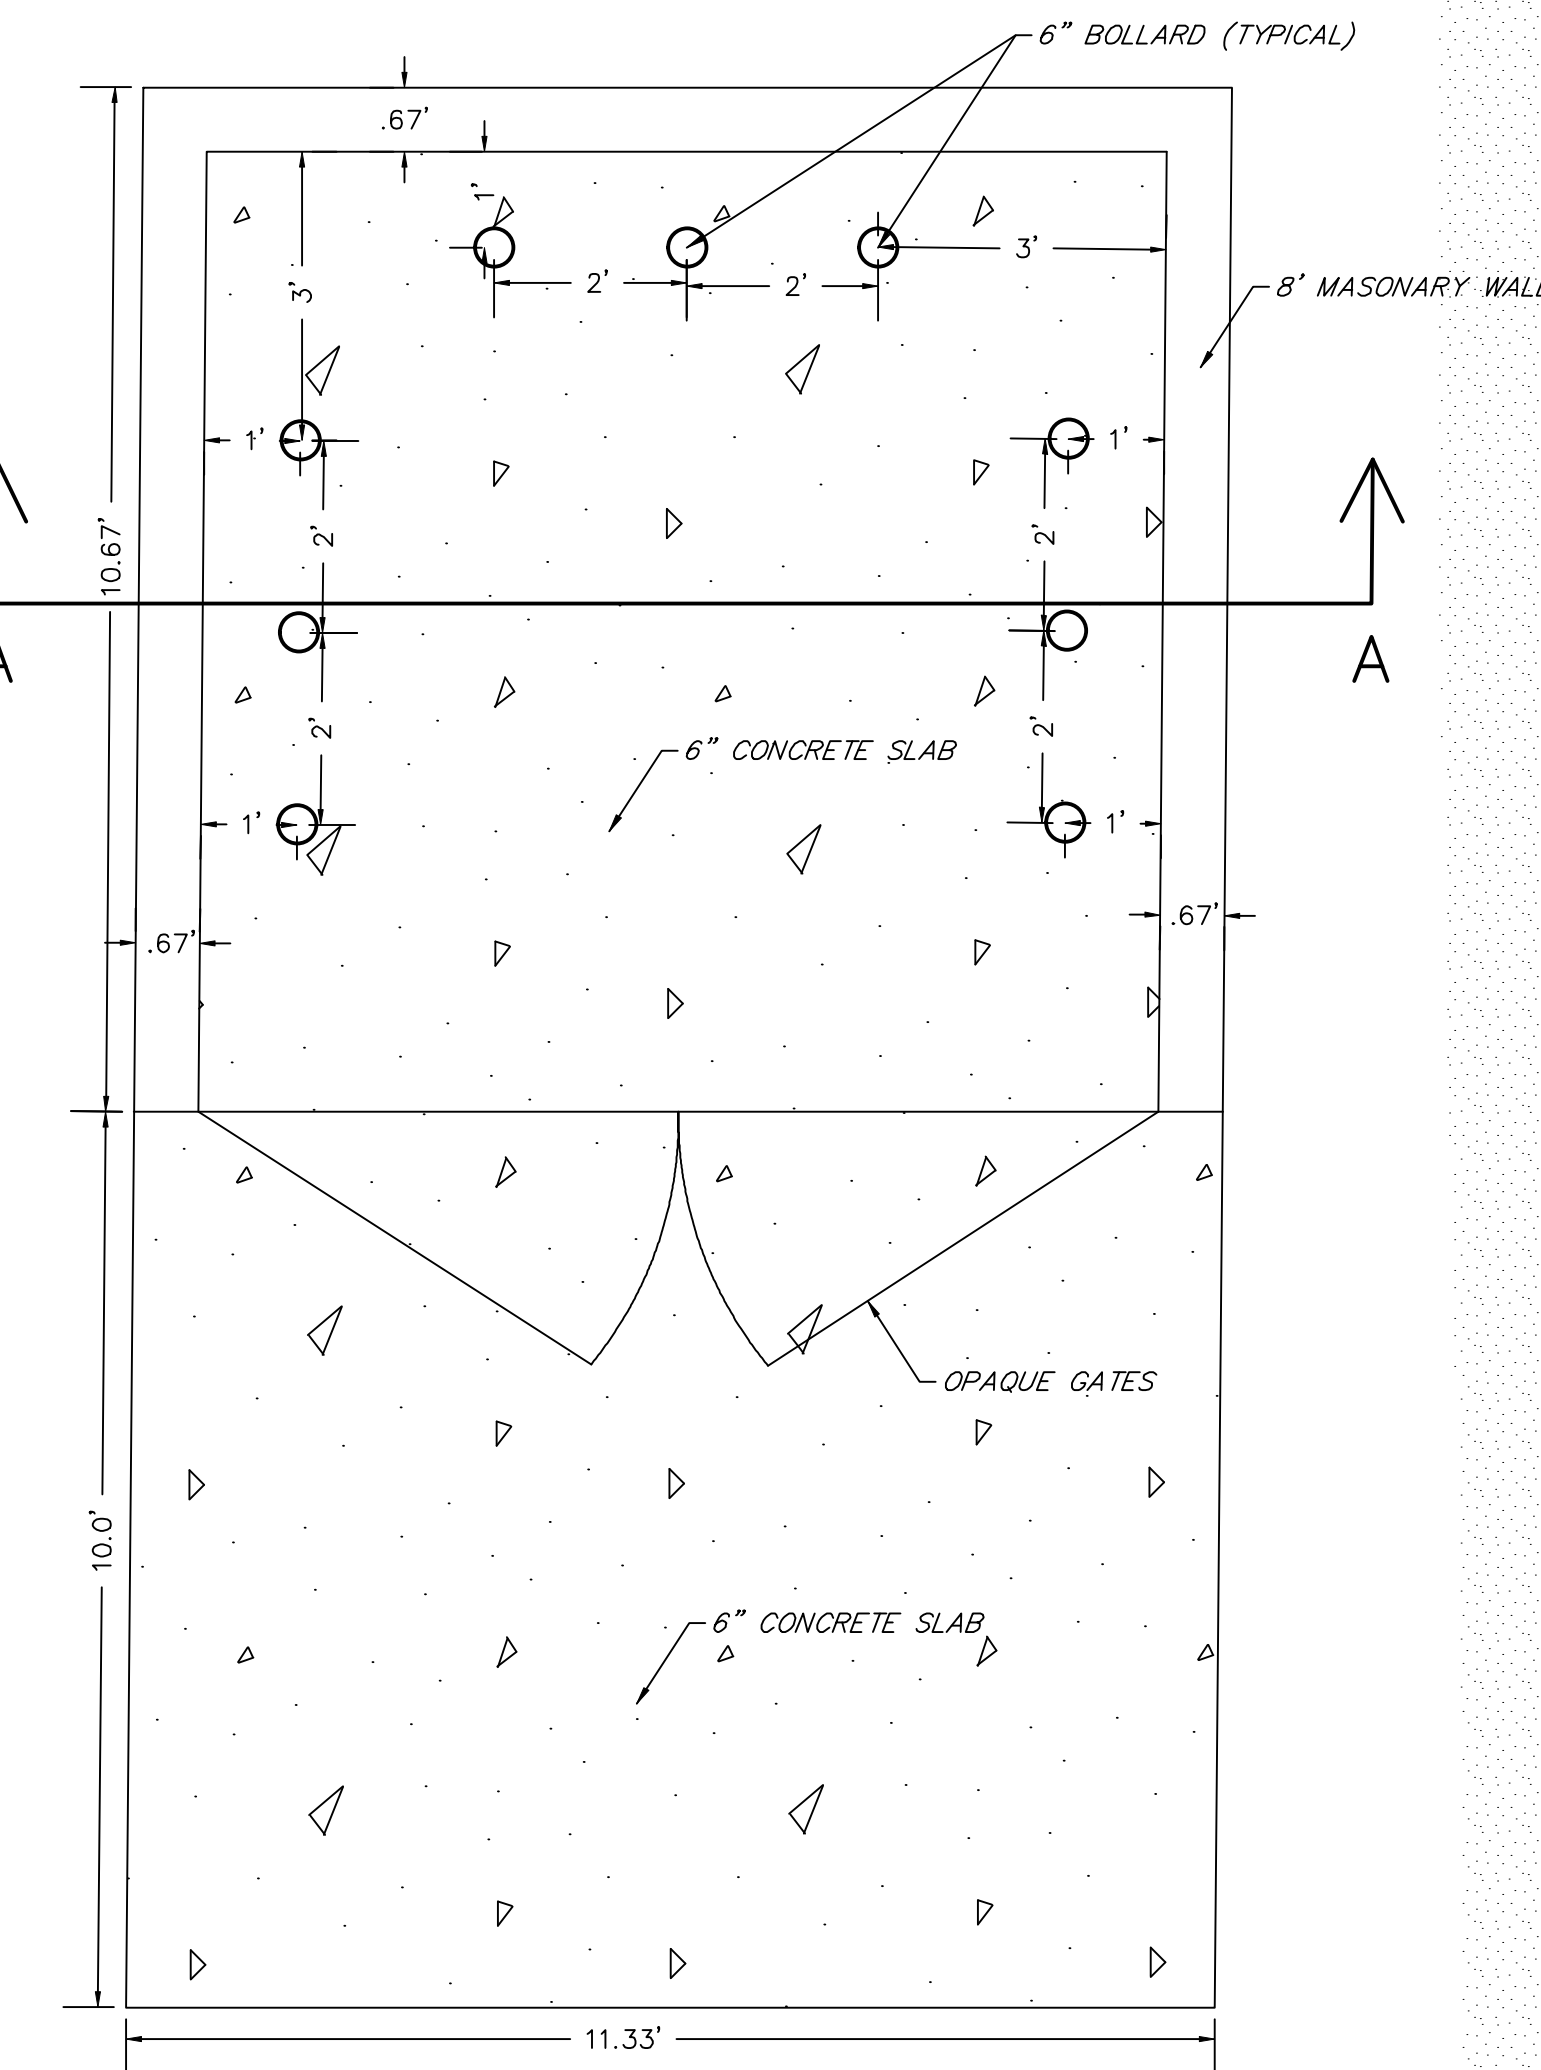 6” BOLLARD (TYPICAL)
.67’
1’
3’
2’
2’
3’
8’ MASONARY WALL
1’
1’
10.67’
2’
2’
A
A
2’
2’
6” CONCRETE SLAB
1’
1’
.67’
.67’
OPAQUE GATES
10.0’
6” CONCRETE SLAB
11.33’